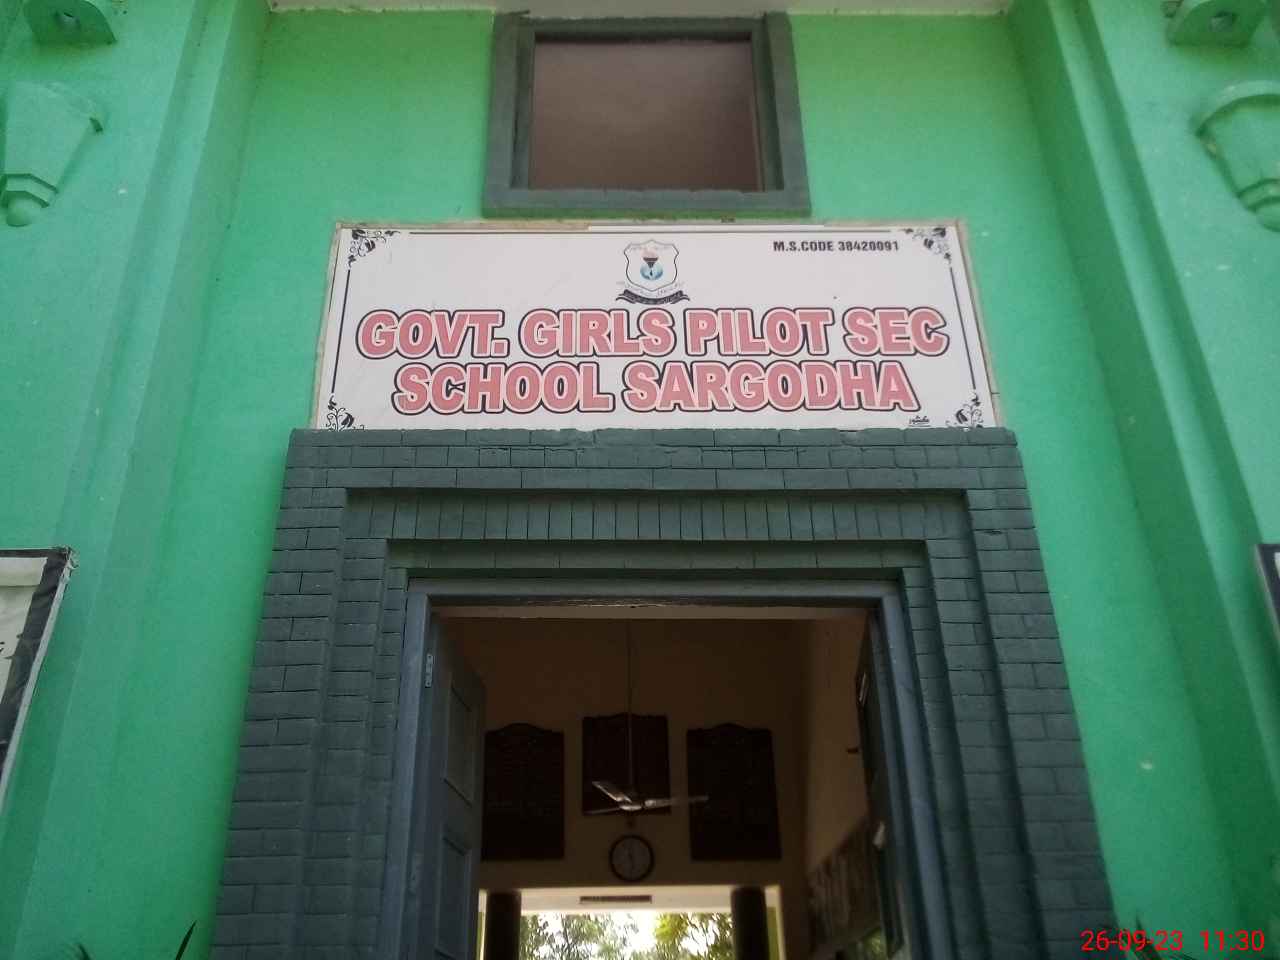 M.S.CODE 38420091
GOVT. GIRLS PILOT SEC
SCHOOL SARGODHA
26-09-23 11:30